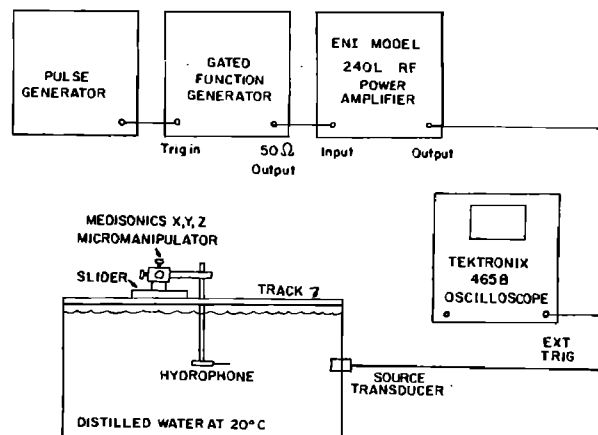 PULSE
GENERATOR
GATED
FUNCTION
GENERATOR
ENI MODEL
240L RF
POWER
AMPLIFIER
Trig in
50Ω
Output
Input
Output
MEDISONICS X,Y,Z
MICROMANIPULATOR
SLIDER
TRACK
TEKTRONIX
465B
OSCILLOSCOPE
EXT
TRIG
HYDROPHONE
SOURCE
TRANSDUCER
DISTILLED WATER AT 20°C